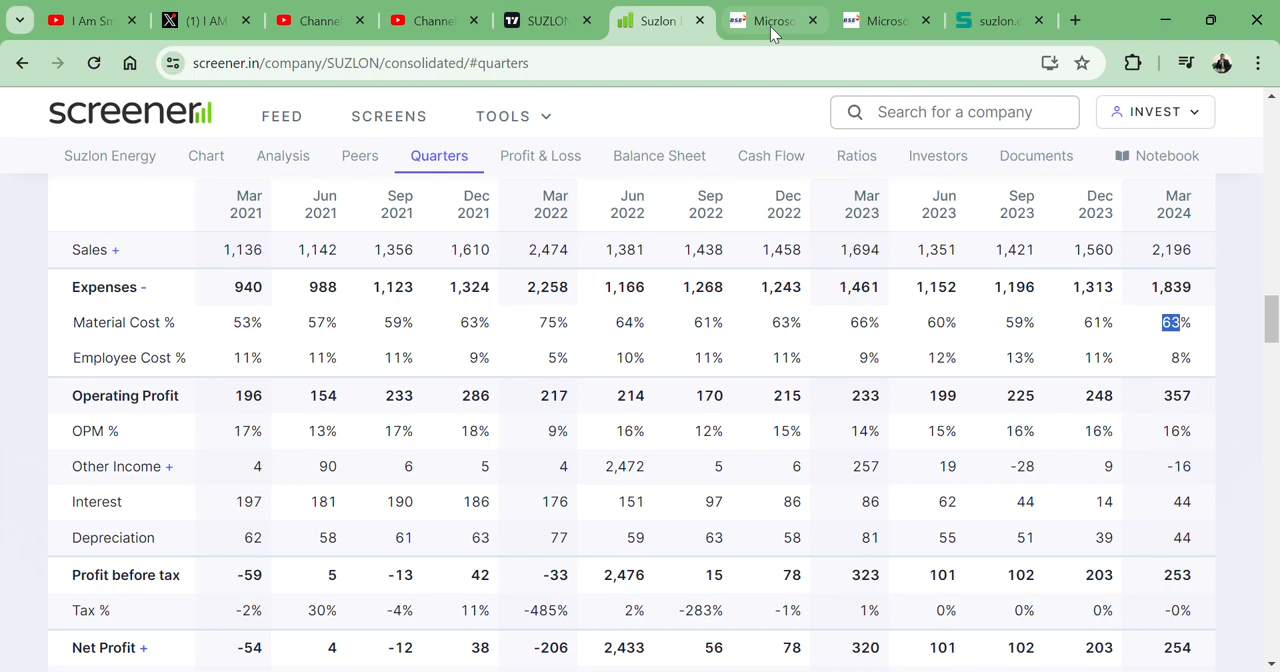 I Am Sm
(1) I AM
Channel
Channel
SUZLON
Suzlon
BSE Microso
BSE Microso
suzlon.c
screener.in/company/SUZLON/consolidated/#quarters
screener
FEED
SCREENS
TOOLS
Search for a company
INVEST
Suzlon Energy Chart Analysis Peers Quarters Profit & Loss Balance Sheet Cash Flow Ratios Investors Documents Notebook
Mar Jun Sep Dec Mar Jun Sep Dec Mar Jun Sep Dec Mar
2021 2021 2021 2021 2022 2022 2022 2022 2023 2023 2023 2023 2024
Sales + 1,136 1,142 1,356 1,610 2,474 1,381 1,438 1,458 1,694 1,351 1,421 1,560 2,196
Expenses - 940 988 1,123 1,324 2,258 1,166 1,268 1,243 1,461 1,152 1,196 1,313 1,839
Material Cost % 53% 57% 59% 63% 75% 64% 61% 63% 66% 60% 59% 61% 63%
Employee Cost % 11% 11% 11% 9% 5% 10% 11% 11% 9% 12% 13% 11% 8%
Operating Profit 196 154 233 286 217 214 170 215 233 199 225 248 357
OPM % 17% 13% 17% 18% 9% 16% 12% 15% 14% 15% 16% 16% 16%
Other Income + 4 90 6 5 4 2,472 5 6 257 19 -28 9 -16
Interest 197 181 190 186 176 151 97 86 86 62 44 14 44
Depreciation 62 58 61 63 77 59 63 58 81 55 51 39 44
Profit before tax -59 5 -13 42 -33 2,476 15 78 323 101 102 203 253
Tax % -2% 30% -4% 11% -485% 2% -283% -1% 1% 0% 0% 0% -0%
Net Profit + -54 4 -12 38 -206 2,433 56 78 320 101 102 203 254